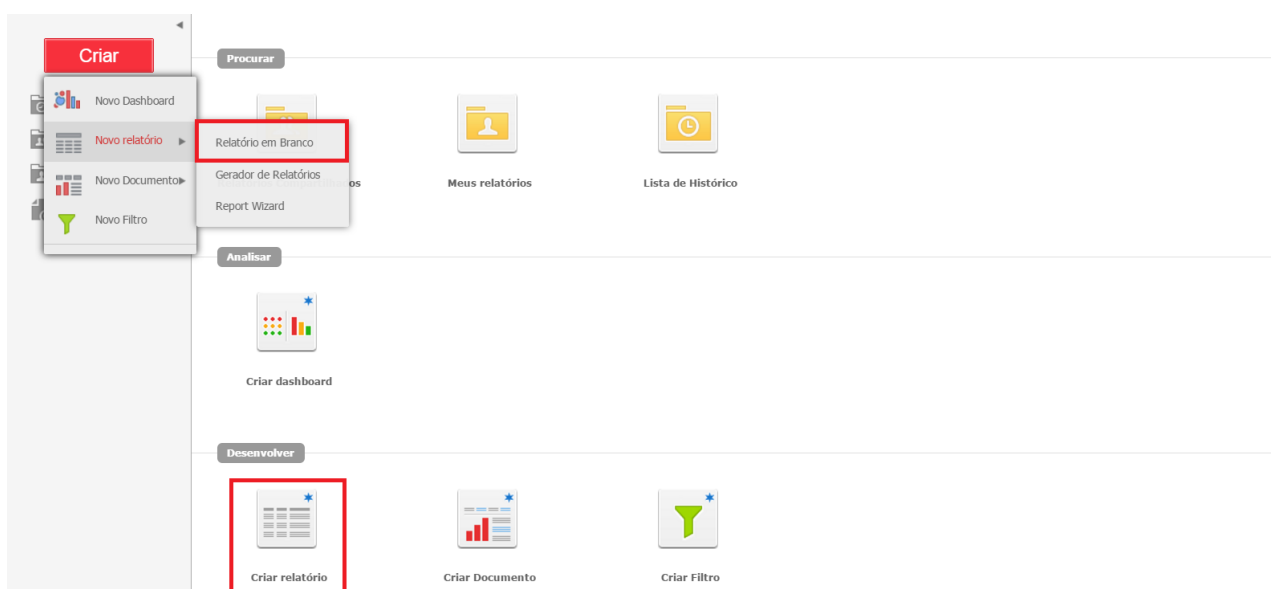 Criar
Procurar
Novo Dashboard
Novo relatório
Relatório em Branco
Gerador de Relatórios
Novo Documento
Report Wizard
Novo Filtro
os
Meus relatórios
Lista de Histórico
Analisar
Criar dashboard
Desenvolver
Criar relatório
Criar Documento
Criar Filtro